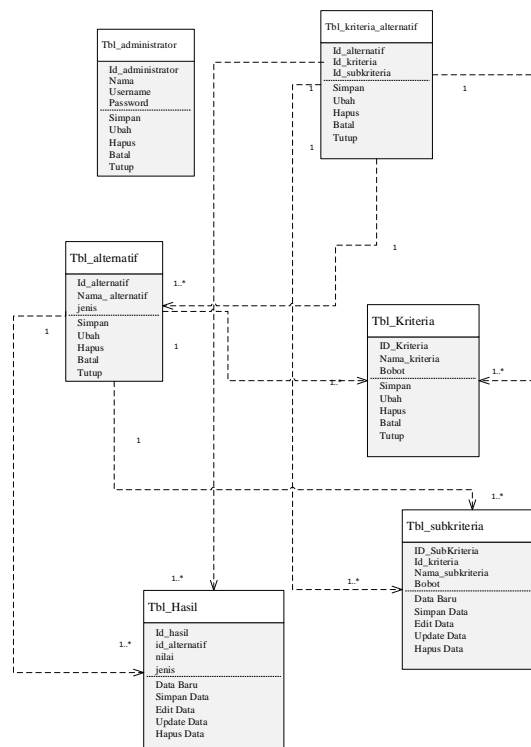 Tbl_administrator
Id_administrator
Nama
Username
Password
Simpan
Ubah
Hapus
Batal
Tutup
Tbl_kriteria_alternatif
Id_alternatif
Id_kriteria
Id_subkriteria
Simpan
Ubah
Hapus
Batal
Tutup
1
1
1
1
Tbl_alternatif
Id_alternatif
Nama_ alternatif
jenis
Simpan
Ubah
Hapus
Batal
Tutup
1..*
1
1
1
Tbl_Kriteria
ID_Kriteria
Nama_kriteria
Bobot
Simpan
Ubah
Hapus
Batal
Tutup
1..*
1..*
Tbl_subkriteria
ID_SubKriteria
Id_kriteria
Nama_subkriteria
Bobot
Data Baru
Simpan Data
Edit Data
Update Data
Hapus Data
1..*
1..*
Tbl_Hasil
Id_hasil
id_alternatif
nilai
jenis
Data Baru
Simpan Data
Edit Data
Update Data
Hapus Data
1..*
1..*